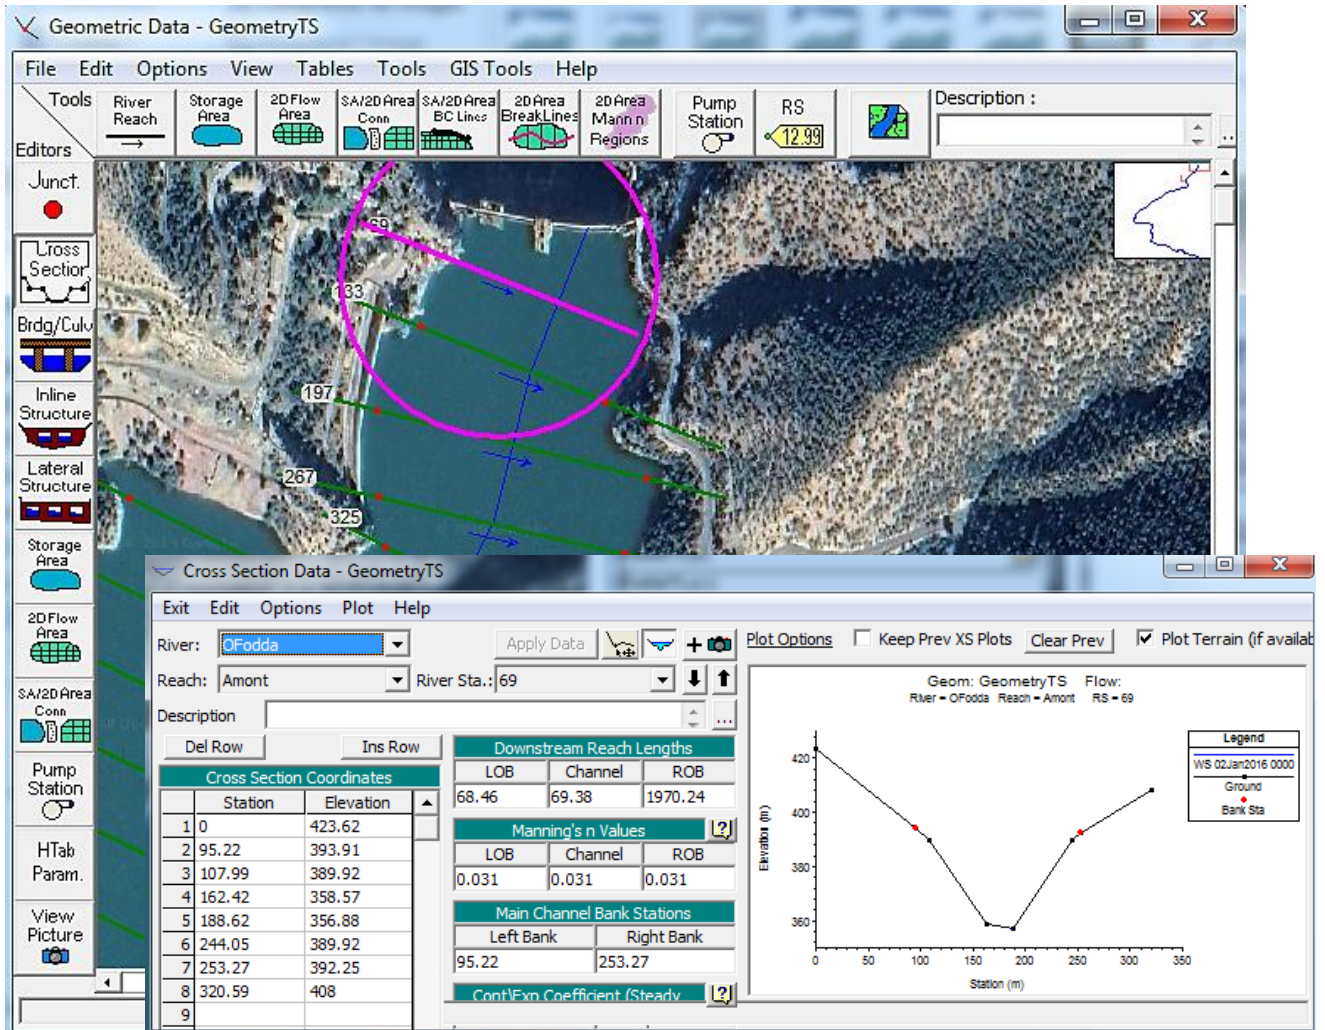 Geometric Data - GeometryTS
File Edit Options View Tables Tools GIS Tools Help
Tools
Editors
River
Reach
Storage
Area
2D Flow
Area
SA/2D Area
Conn
SA/2D Area
BC Lines
2D Area
BreakLines
2D Area
Mann n
Regions
Pump
Station
RS
12.99
Description :
..
Junct.
Cross
Section
Brdg/Culv
Inline
Structure
Lateral
Structure
Storage
Area
2D Flow
Area
SA/2D Area
Conn
Pump
Station
HTab
Param.
View
Picture
69
133
197
267
325
Cross Section Data - GeometryTS
Exit Edit Options Plot Help
River: OFodda
Apply Data
Plot Options Keep Prev XS Plots Clear Prev Plot Terrain (if availab
Reach: Amont River Sta.: 69
Description
...
Del Row Ins Row
Cross Section Coordinates
Station Elevation
1 0 423.62
2 95.22 393.91
3 107.99 389.92
4 162.42 358.57
5 188.62 356.88
6 244.05 389.92
7 253.27 392.25
8 320.59 408
9
Downstream Reach Lengths
LOB Channel ROB
68.46 69.38 1970.24
Manning's n Values
LOB Channel ROB
0.031 0.031 0.031
Main Channel Bank Stations
Left Bank Right Bank
95.22 253.27
Cont\Exp Coefficient (Steady
Geom: GeometryTS Flow:
River = OFodda Reach = Amont RS = 69
Elevation (m)
420
400
380
360
0 50 100 150 200 250 300 350
Station (m)
Legend
WS 02Jan2016 0000
Ground
Bank Sta